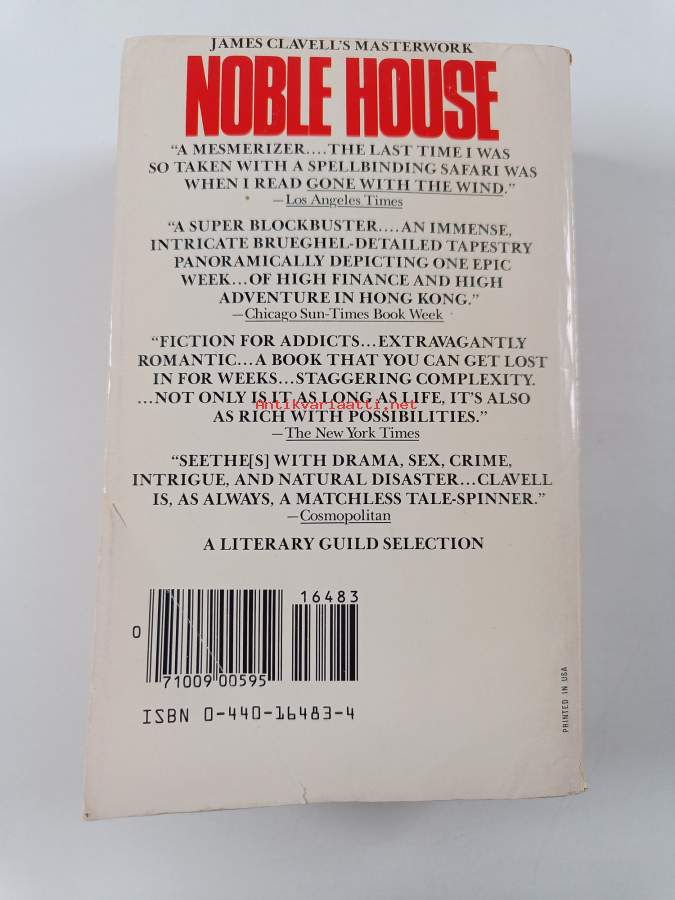 JAMES CLAVELL'S MASTERWORK
NOBLE HOUSE
“A MESMERIZER....THE LAST TIME I WAS
SO TAKEN WITH A SPELLBINDING SAFARI WAS
WHEN I READ GONE WITH THE WIND.”
—Los Angeles Times
“A SUPER BLOCKBUSTER....AN IMMENSE,
INTRICATE BRUEGHEL-DETAILED TAPESTRY
PANORAMICALLY DEPICTING ONE EPIC
WEEK...OF HIGH FINANCE AND HIGH
ADVENTURE IN HONG KONG.”
—Chicago Sun-Times Book Week
“FICTION FOR ADDICTS...EXTRAVAGANTLY
ROMANTIC...A BOOK THAT YOU CAN GET LOST
IN FOR WEEKS...STAGGERING COMPLEXITY.
...NOT ONLY IS IT AS LONG AS LIFE, IT'S ALSO
Antikvariaatti.net
AS RICH WITH POSSIBILITIES.”
—The New York Times
“SEETHE[S] WITH DRAMA, SEX, CRIME,
INTRIGUE, AND NATURAL DISASTER...CLAVELL
IS, AS ALWAYS, A MATCHLESS TALE-SPINNER.”
—Cosmopolitan
A LITERARY GUILD SELECTION
16483
0
71009 00595
ISBN 0-440-16483-4
PRINTED IN USA